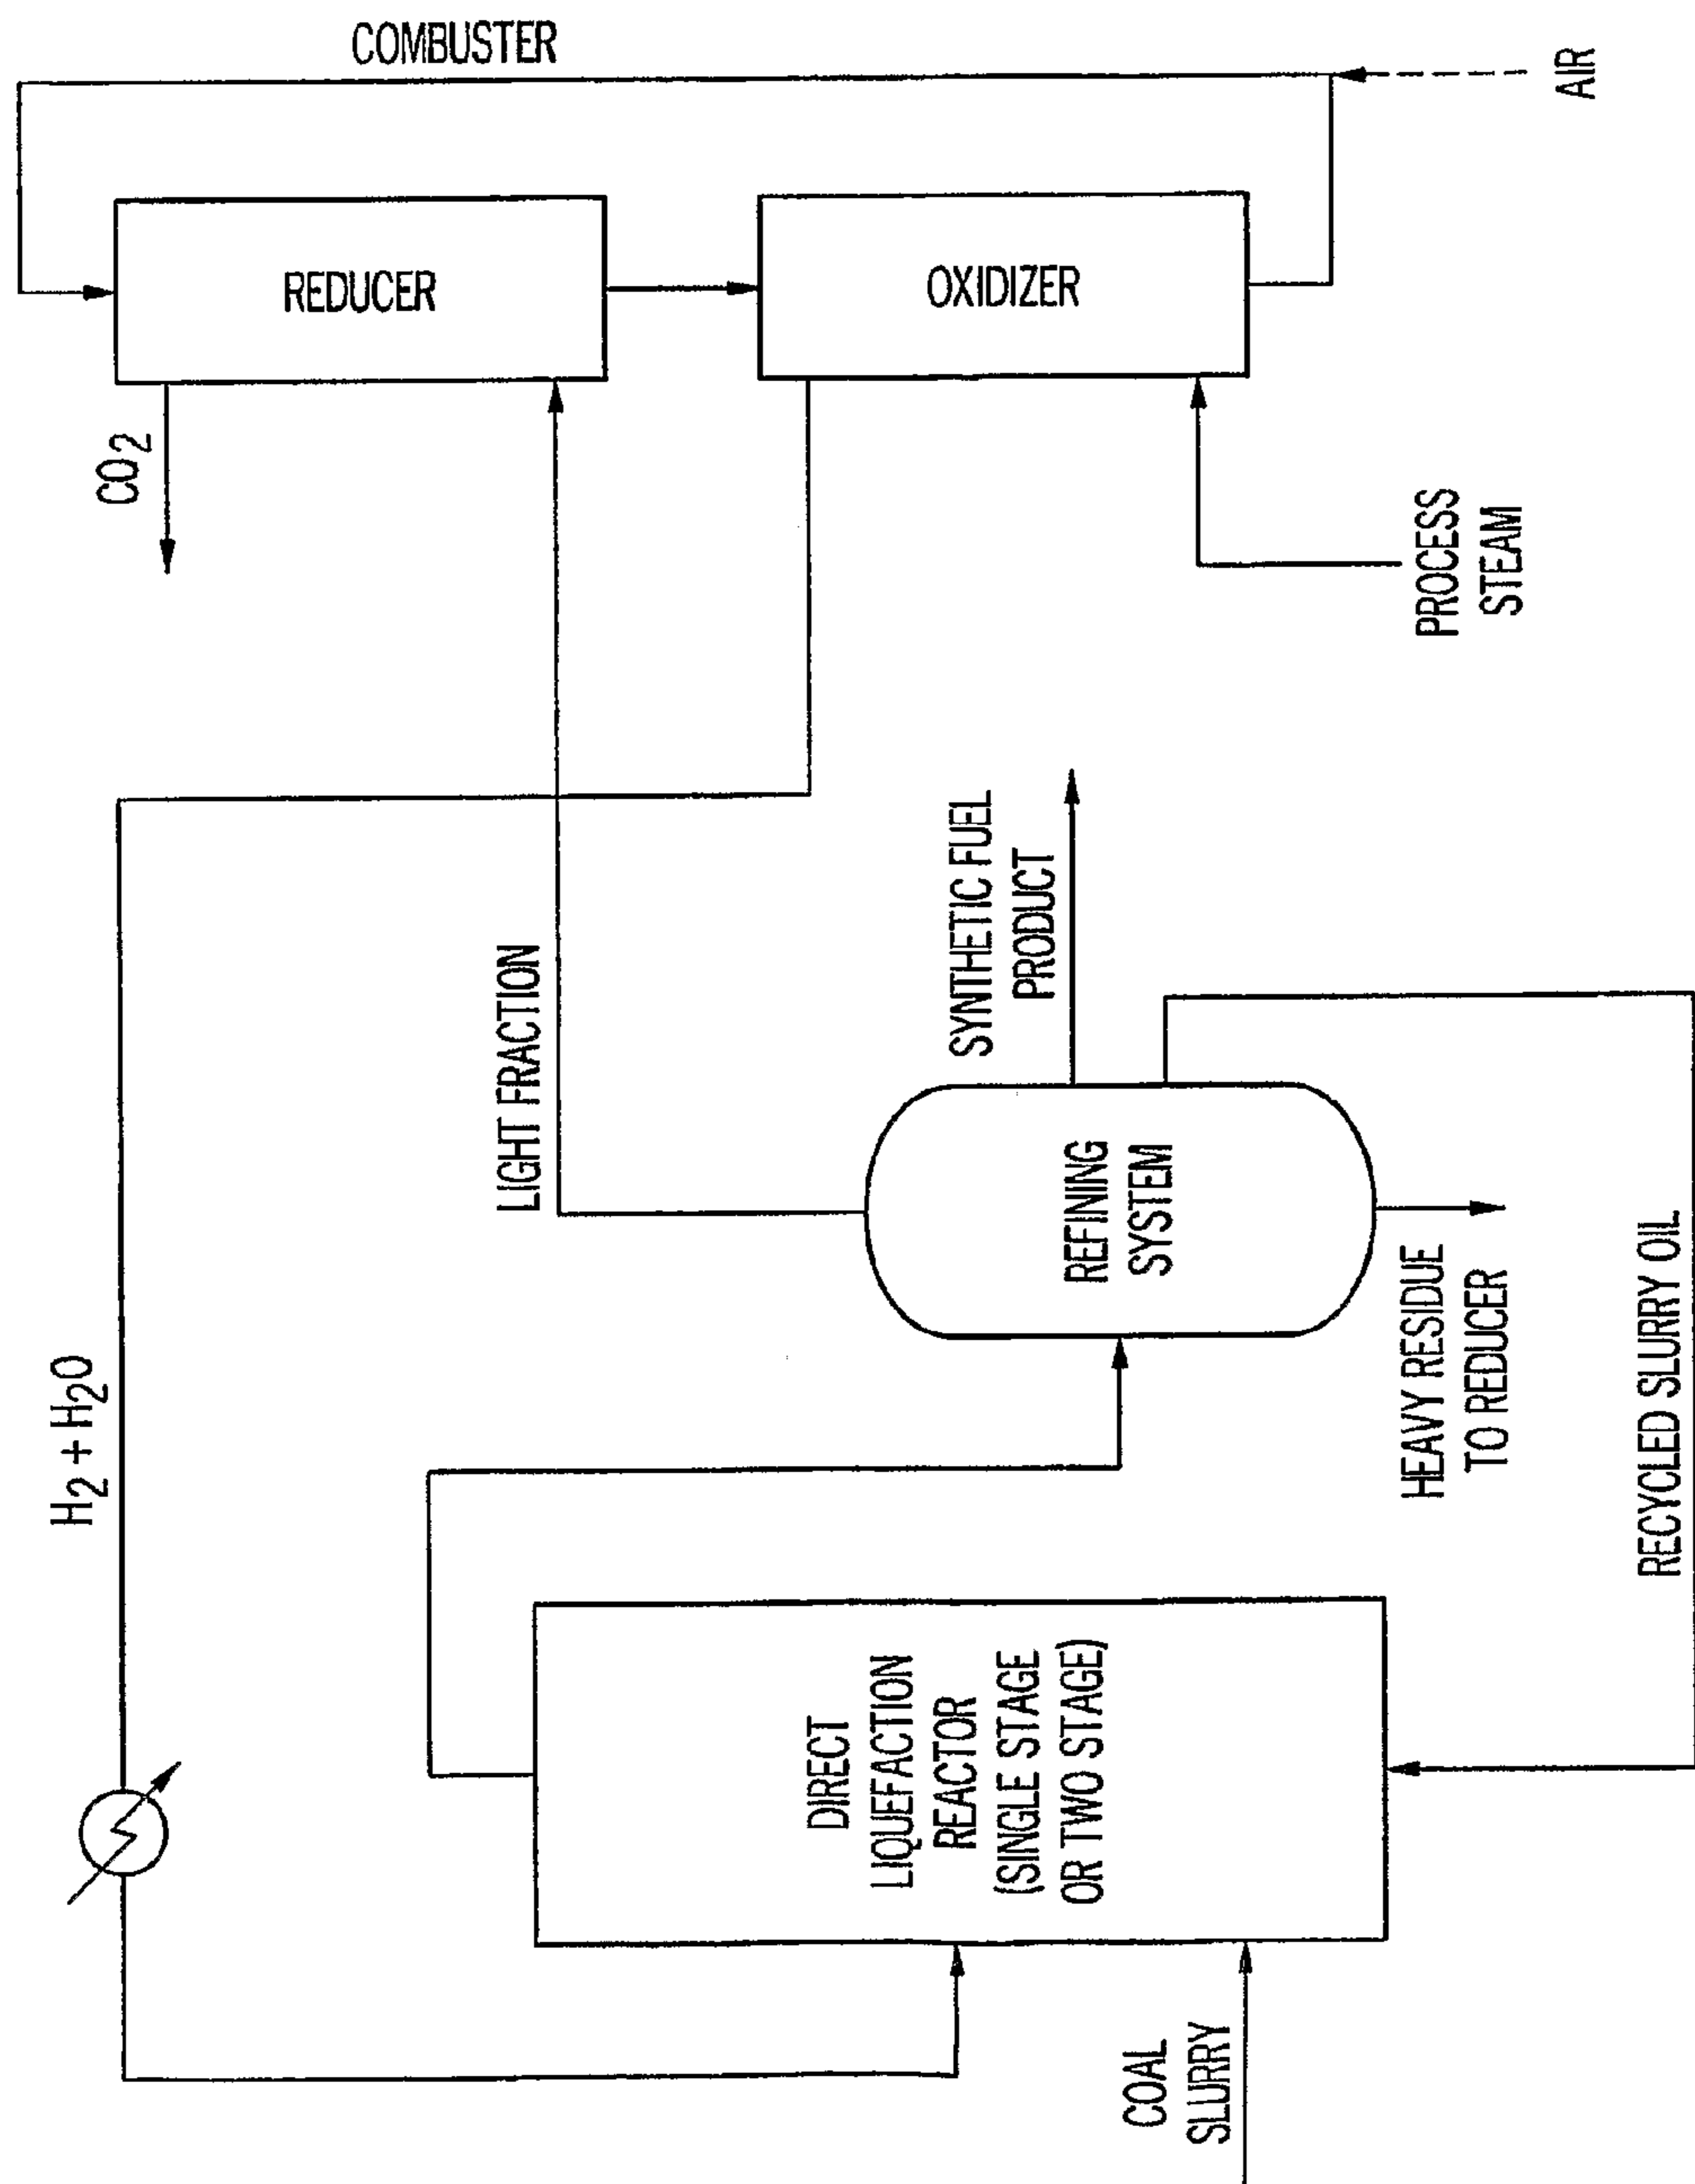 COMBUSTER
AIR
REDUCER
OXIDIZER
CO2
PROCESS
STEAM
SYNTHETIC FUEL
PRODUCT
LIGHT FRACTION
REFINING
SYSTEM
H2 + H2O
HEAVY RESIDUE
TO REDUCER
RECYCLED SLURRY OIL
DIRECT
LIQUEFACTION
REACTOR
(SINGLE STAGE
OR TWO STAGE)
COAL
SLURRY